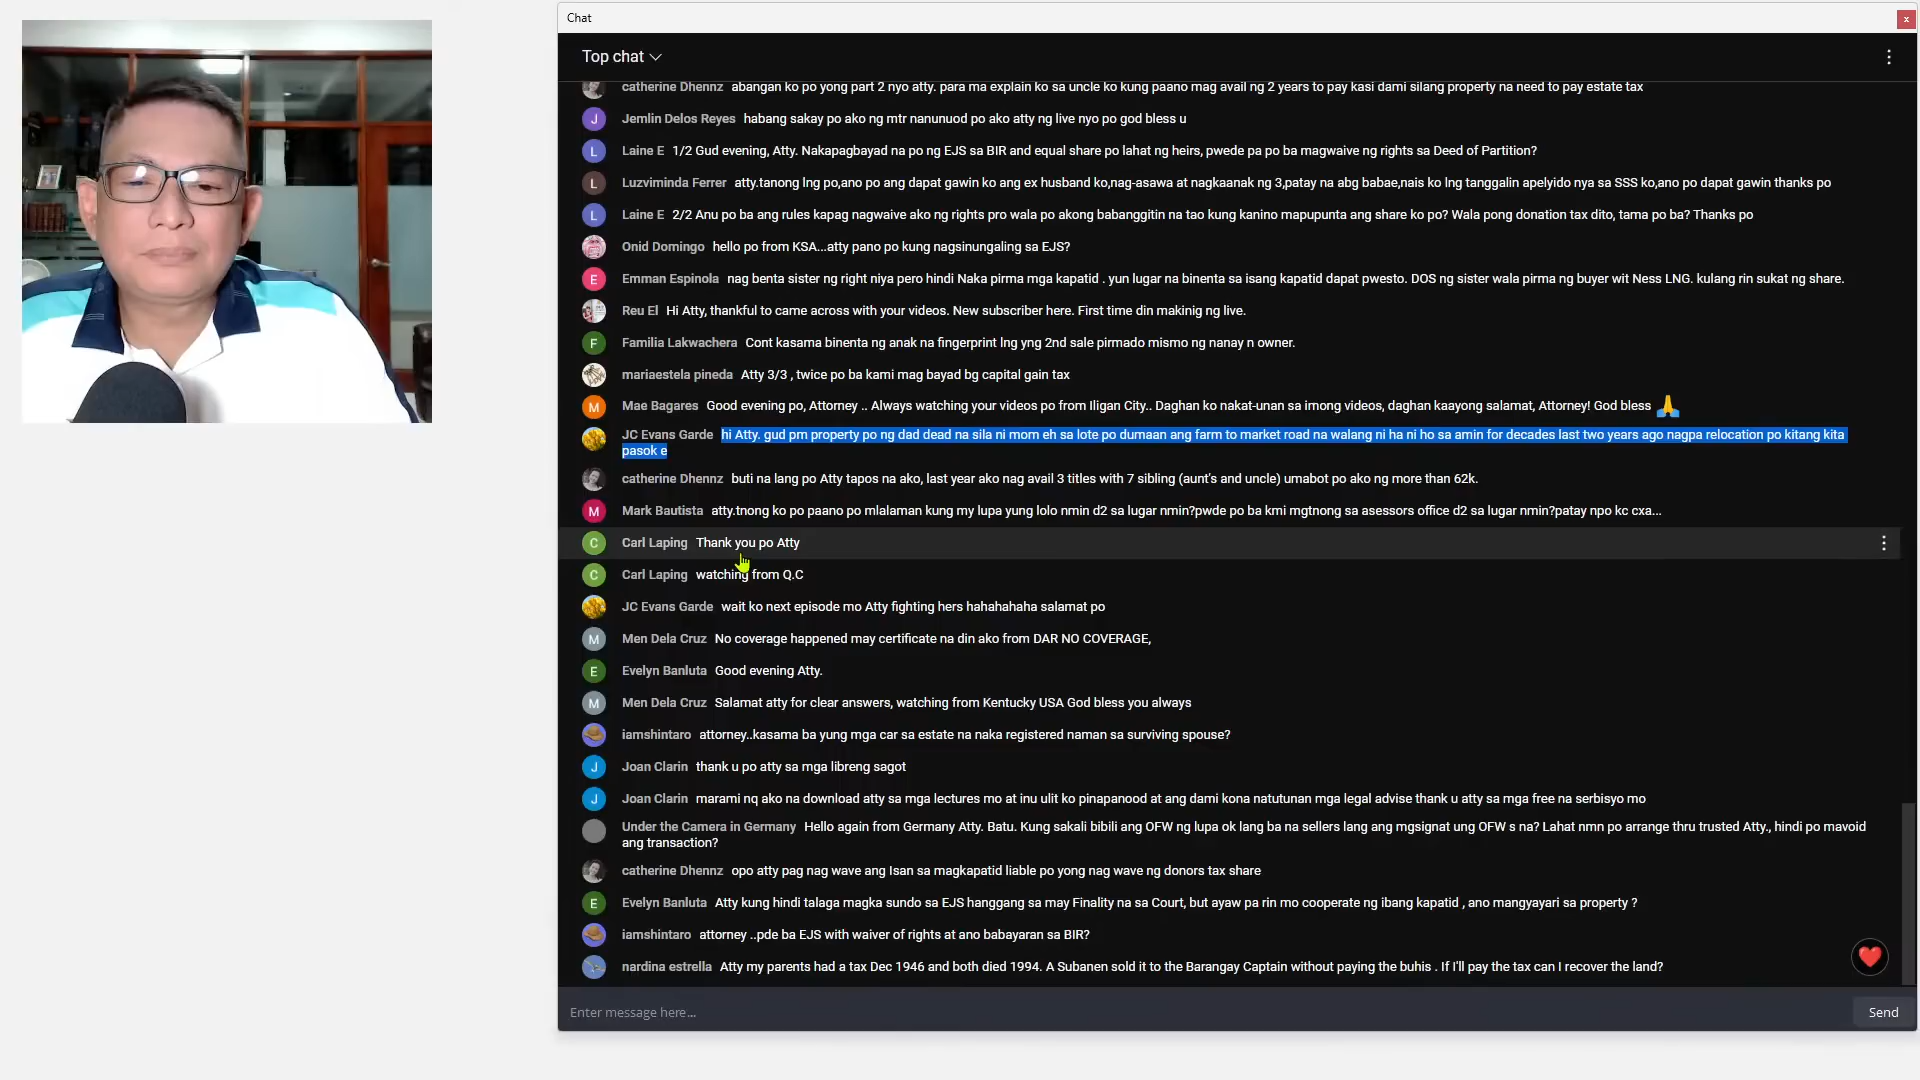 Chat
x
Top chat
catherine Dhennz abangan ko po yong part 2 nyo atty. para ma explain ko sa uncle ko kung paano mag avail ng 2 years to pay kasi dami silang property na need to pay estate tax
J Jemlin Delos Reyes habang sakay po ako ng mtr nanunuod po ako atty ng live nyo po god bless u
L Laine E 1/2 Gud evening, Atty. Nakapagbayad na po ng EJS sa BIR and equal share po lahat ng heirs, pwede pa po ba magwaive ng rights sa Deed of Partition?
L Luzviminda Ferrer atty.tanong lng po,ano po ang dapat gawin ko ang ex husband ko,nag-asawa at nagkaanak ng 3,patay na abg babae,nais ko lng tanggalin apelyido nya sa SSS ko,ano po dapat gawin thanks po
L Laine E 2/2 Anu po ba ang rules kapag nagwaive ako ng rights pro wala po akong babanggitin na tao kung kanino mapupunta ang share ko po? Wala pong donation tax dito, tama po ba? Thanks po
Onid Domingo hello po from KSA...atty pano po kung nagsinungaling sa EJS?
E Emman Espinola nag benta sister ng right niya pero hindi Naka pirma mga kapatid . yun lugar na binenta sa isang kapatid dapat pwesto. DOS ng sister wala pirma ng buyer wit Ness LNG. kulang rin sukat ng share.
Reu El Hi Atty, thankful to came across with your videos. New subscriber here. First time din makinig ng live.
F Familia Lakwachera Cont kasama binenta ng anak na fingerprint lng yng 2nd sale pirmado mismo ng nanay n owner.
mariaestela pineda Atty 3/3 , twice po ba kami mag bayad bg capital gain tax
M Mae Bagares Good evening po, Attorney .. Always watching your videos po from Iligan City.. Daghan ko nakat-unan sa imong videos, daghan kaayong salamat, Attorney! God bless 🙏
JC Evans Garde hi Atty. gud pm property po ng dad dead na sila ni mom eh sa lote po dumaan ang farm to market road na walang ni ha ni ho sa amin for decades last two years ago nagpa relocation po kitang kita
pasok e
catherine Dhennz buti na lang po Atty tapos na ako, last year ako nag avail 3 titles with 7 sibling (aunt's and uncle) umabot po ako ng more than 62k.
M Mark Bautista atty.tnong ko po paano po mlalaman kung my lupa yung lolo nmin d2 sa lugar nmin?pwde po ba kmi mgtnong sa asessors office d2 sa lugar nmin?patay npo kc cxa...
C Carl Laping Thank you po Atty
C Carl Laping watching from Q.C
JC Evans Garde wait ko next episode mo Atty fighting hers hahahahaha salamat po
M Men Dela Cruz No coverage happened may certificate na din ako from DAR NO COVERAGE,
E Evelyn Banluta Good evening Atty.
M Men Dela Cruz Salamat atty for clear answers, watching from Kentucky USA God bless you always
iamshintaro attorney..kasama ba yung mga car sa estate na naka registered naman sa surviving spouse?
J Joan Clarin thank u po atty sa mga libreng sagot
J Joan Clarin marami nq ako na download atty sa mga lectures mo at inu ulit ko pinapanood at ang dami kona natutunan mga legal advise thank u atty sa mga free na serbisyo mo
Under the Camera in Germany Hello again from Germany Atty. Batu. Kung sakali bibili ang OFW ng lupa ok lang ba na sellers lang ang mgsignat ung OFW s na? Lahat nmn po arrange thru trusted Atty., hindi po mavoid
ang transaction?
catherine Dhennz opo atty pag nag wave ang Isan sa magkapatid liable po yong nag wave ng donors tax share
E Evelyn Banluta Atty kung hindi talaga magka sundo sa EJS hanggang sa may Finality na sa Court, but ayaw pa rin mo cooperate ng ibang kapatid , ano mangyayari sa property ?
iamshintaro attorney ..pde ba EJS with waiver of rights at ano babayaran sa BIR?
nardina estrella Atty my parents had a tax Dec 1946 and both died 1994. A Subanen sold it to the Barangay Captain without paying the buhis . If I'll pay the tax can I recover the land?
Enter message here...
Send